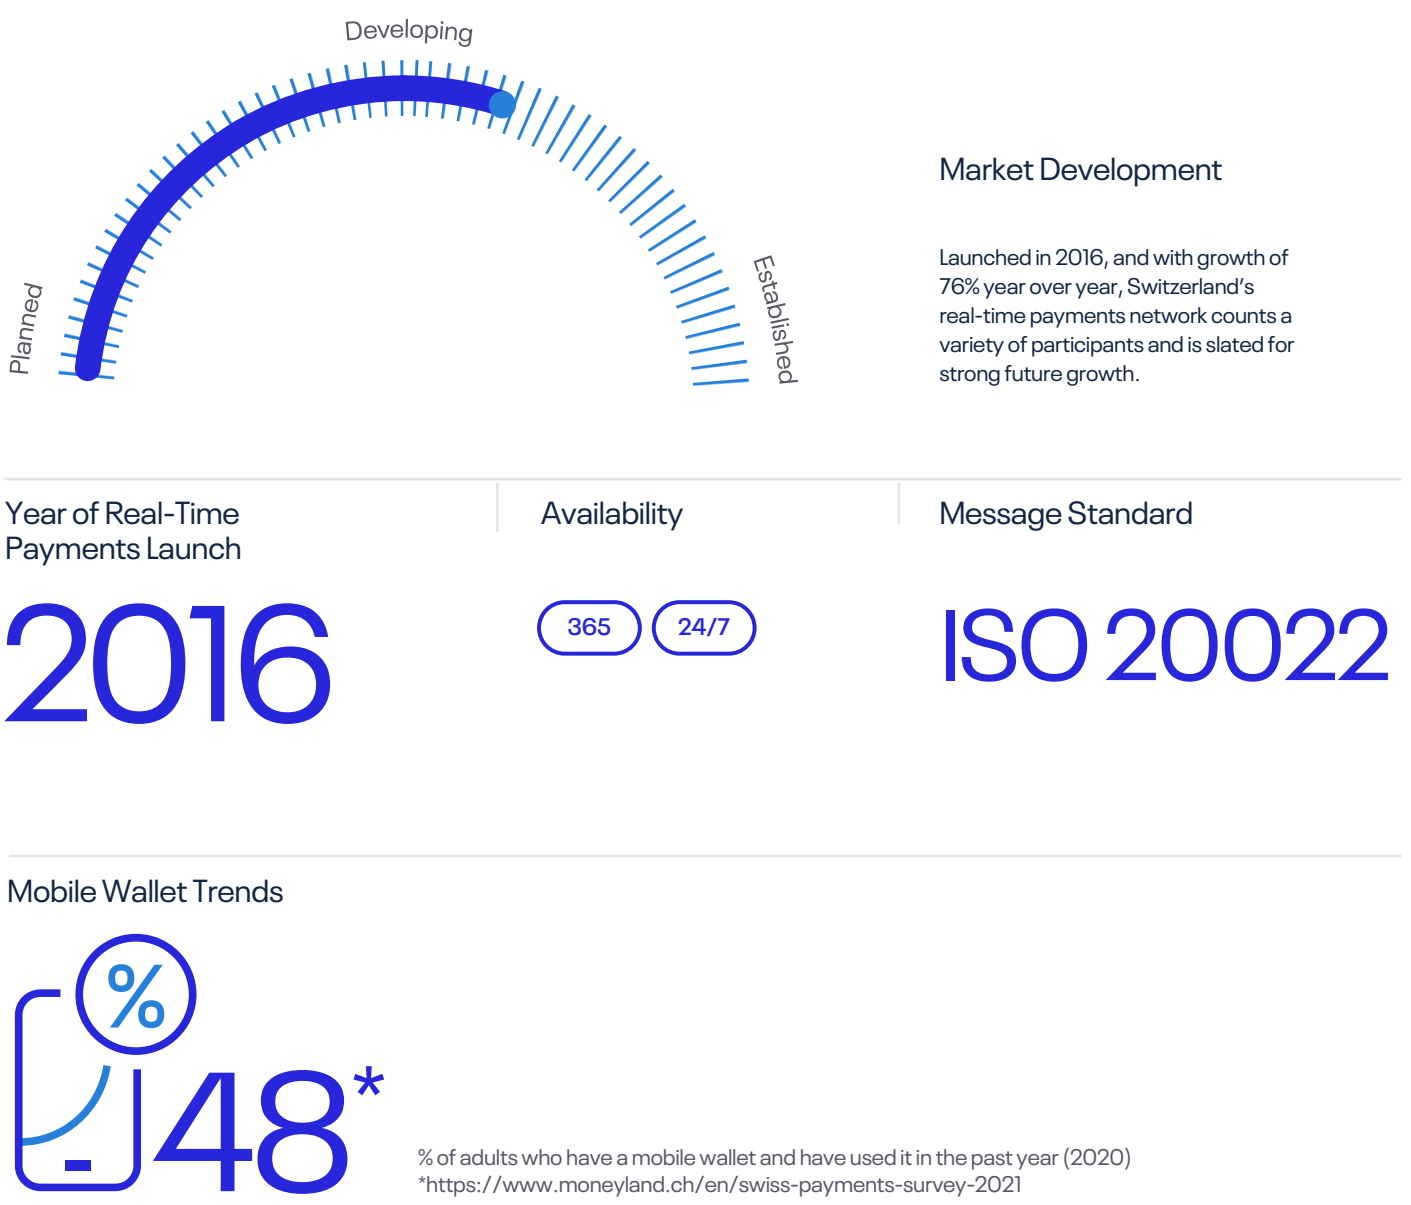 Developing
Planned
Established
Market Development
Launched in 2016, and with growth of
76% year over year, Switzerland's
real-time payments network counts a
variety of participants and is slated for
strong future growth.
Year of Real-Time
Payments Launch
2016
Availability
365 24/7
Message Standard
ISO 20022
Mobile Wallet Trends
%
48*
% of adults who have a mobile wallet and have used it in the past year (2020)
*https://www.moneyland.ch/en/swiss-payments-survey-2021